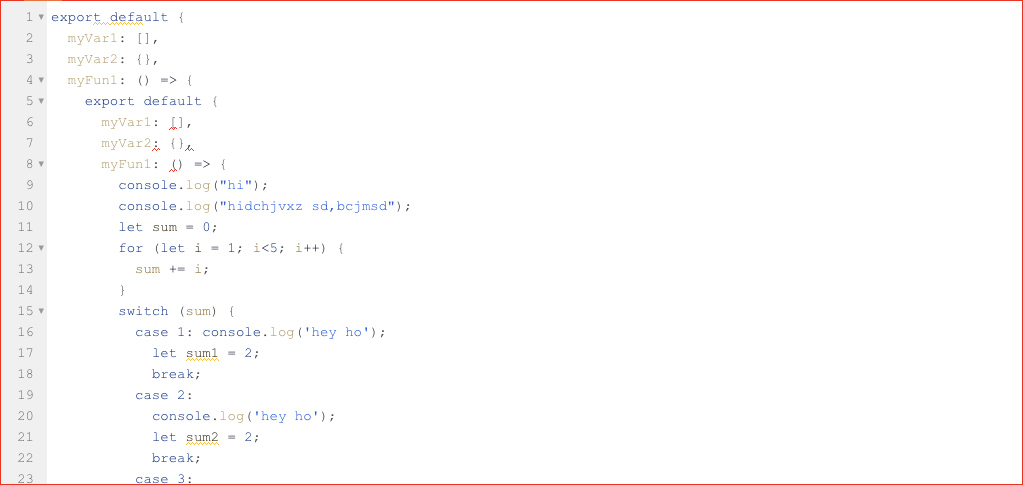 1 export default {
2 myVar1: [],
3 myVar2: {},
4 myFun1: () => {
5 export default {
6 myVar1: [],
7 myVar2: {},
8 myFun1: () => {
9 console.log("hi");
10 console.log("hidchjvxz sd,bcjmsd");
11 let sum = 0;
12 for (let i = 1; i<5; i++) {
13 sum += i;
14 }
15 switch (sum) {
16 case 1: console.log('hey ho');
17 let sum1 = 2;
18 break;
19 case 2:
20 console.log('hey ho');
21 let sum2 = 2;
22 break;
23 case 3: